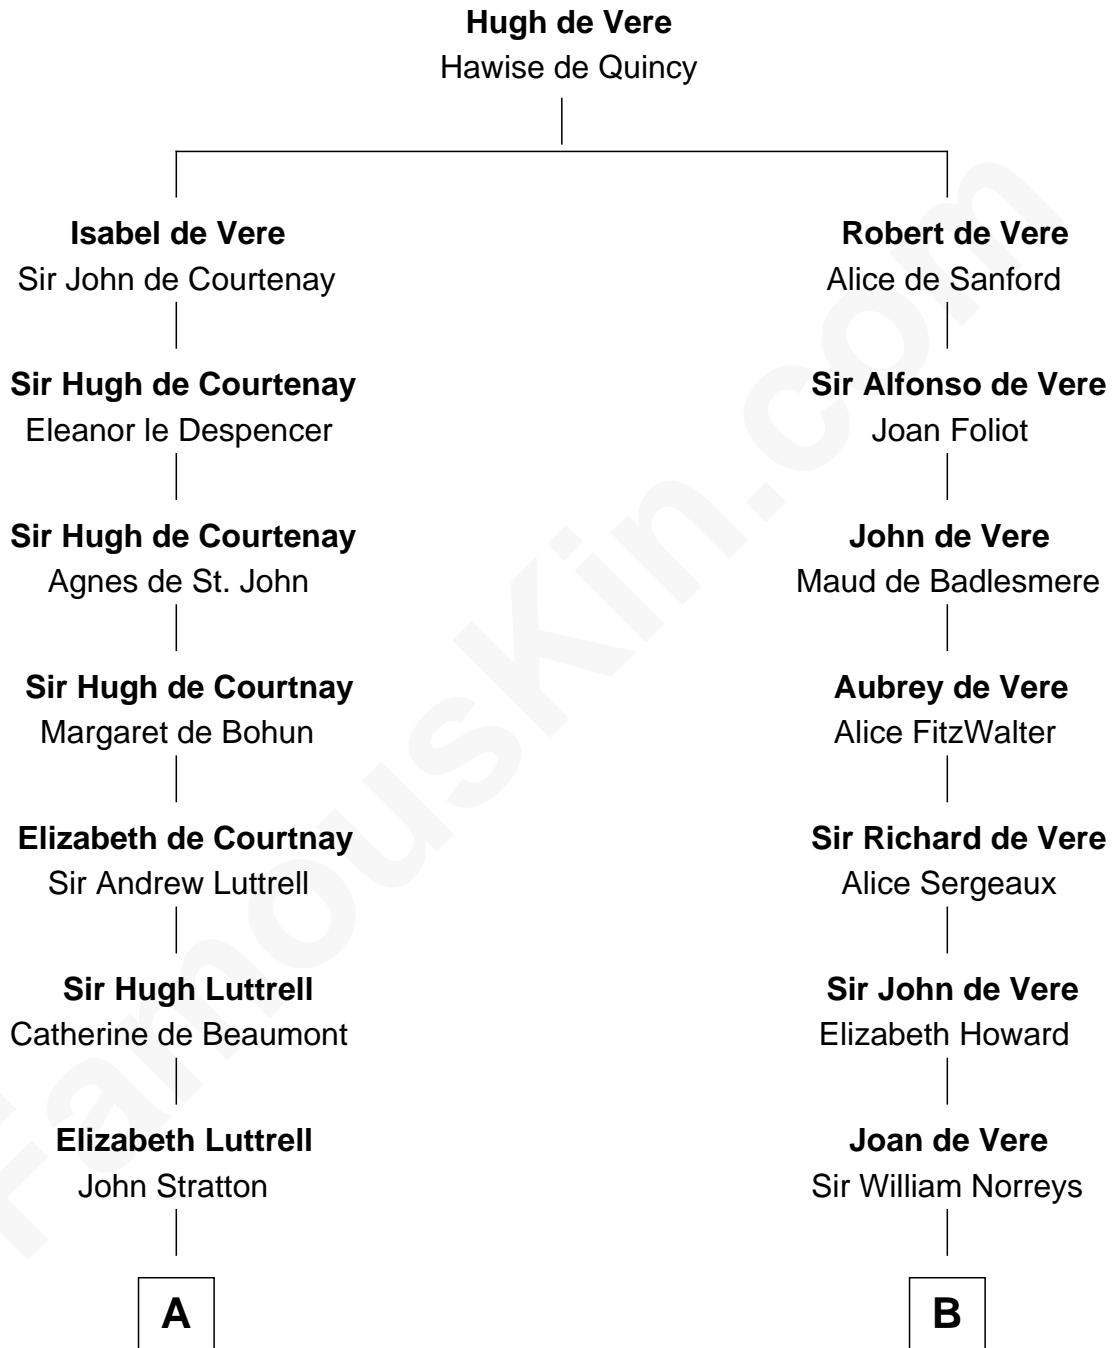 Hugh de Vere
Hawise de Quincy
Isabel de Vere
Sir John de Courtenay
Robert de Vere
Alice de Sanford
Sir Hugh de Courtenay
Eleanor le Despencer
Sir Alfonso de Vere
Joan Foliot
Sir Hugh de Courtenay
Agnes de St. John
John de Vere
Maud de Badlesmere
Sir Hugh de Courtnay
Margaret de Bohun
Aubrey de Vere
Alice FitzWalter
Elizabeth de Courtnay
Sir Andrew Luttrell
Sir Richard de Vere
Alice Sergeaux
Sir Hugh Luttrell
Catherine de Beaumont
Sir John de Vere
Elizabeth Howard
Elizabeth Luttrell
John Stratton
Joan de Vere
Sir William Norreys
A
B
FamousKin.com